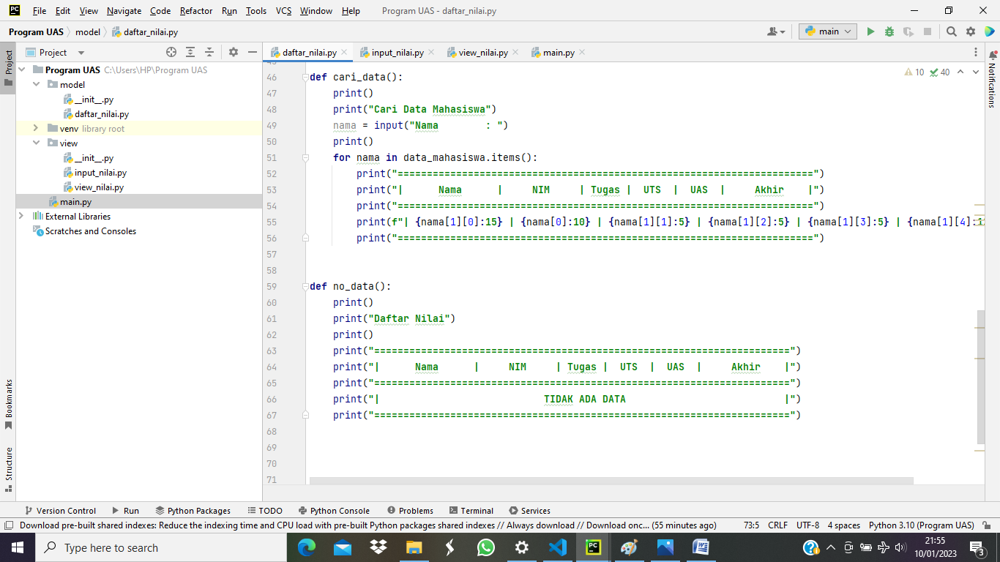 File Edit View Navigate Code Refactor Run Tools VCS Window Help Program UAS - daftar_nilai.py
Program UAS model daftar_nilai.py main
Project
daftar_nilai.py input_nilai.py view_nilai.py main.py
Program UAS C:\Users\HP\Program UAS
model
__init__.py
daftar_nilai.py
venv library root
view
__init__.py
input_nilai.py
view_nilai.py
main.py
External Libraries
Scratches and Consoles
Project
Bookmarks
Structure
Notifications
10 40
46 def cari_data():
47     print()
48     print("Cari Data Mahasiswa")
49     nama = input("Nama        : ")
50     print()
51     for nama in data_mahasiswa.items():
52         print("=======================================================================")
53         print("|      Nama      |     NIM     | Tugas |  UTS  |  UAS  |     Akhir    |")
54         print("=======================================================================")
55         print(f"| {nama[1][0]:15} | {nama[0]:10} | {nama[1][1]:5} | {nama[1][2]:5} | {nama[1][3]:5} | {nama[1][4]:1
56         print("=======================================================================")
57
58
59 def no_data():
60     print()
61     print("Daftar Nilai")
62     print()
63     print("=======================================================================")
64     print("|      Nama      |     NIM     | Tugas |  UTS  |  UAS  |     Akhir    |")
65     print("=======================================================================")
66     print("|                            TIDAK ADA DATA                           |")
67     print("=======================================================================")
68
69
70
71
Version Control Run Python Packages TODO Python Console Problems Terminal Services
Download pre-built shared indexes: Reduce the indexing time and CPU load with pre-built Python packages shared indexes // Always download // Download onc... (55 minutes ago) 73:5 CRLF UTF-8 4 spaces Python 3.10 (Program UAS)
Type here to search
21:55
10/01/2023
3